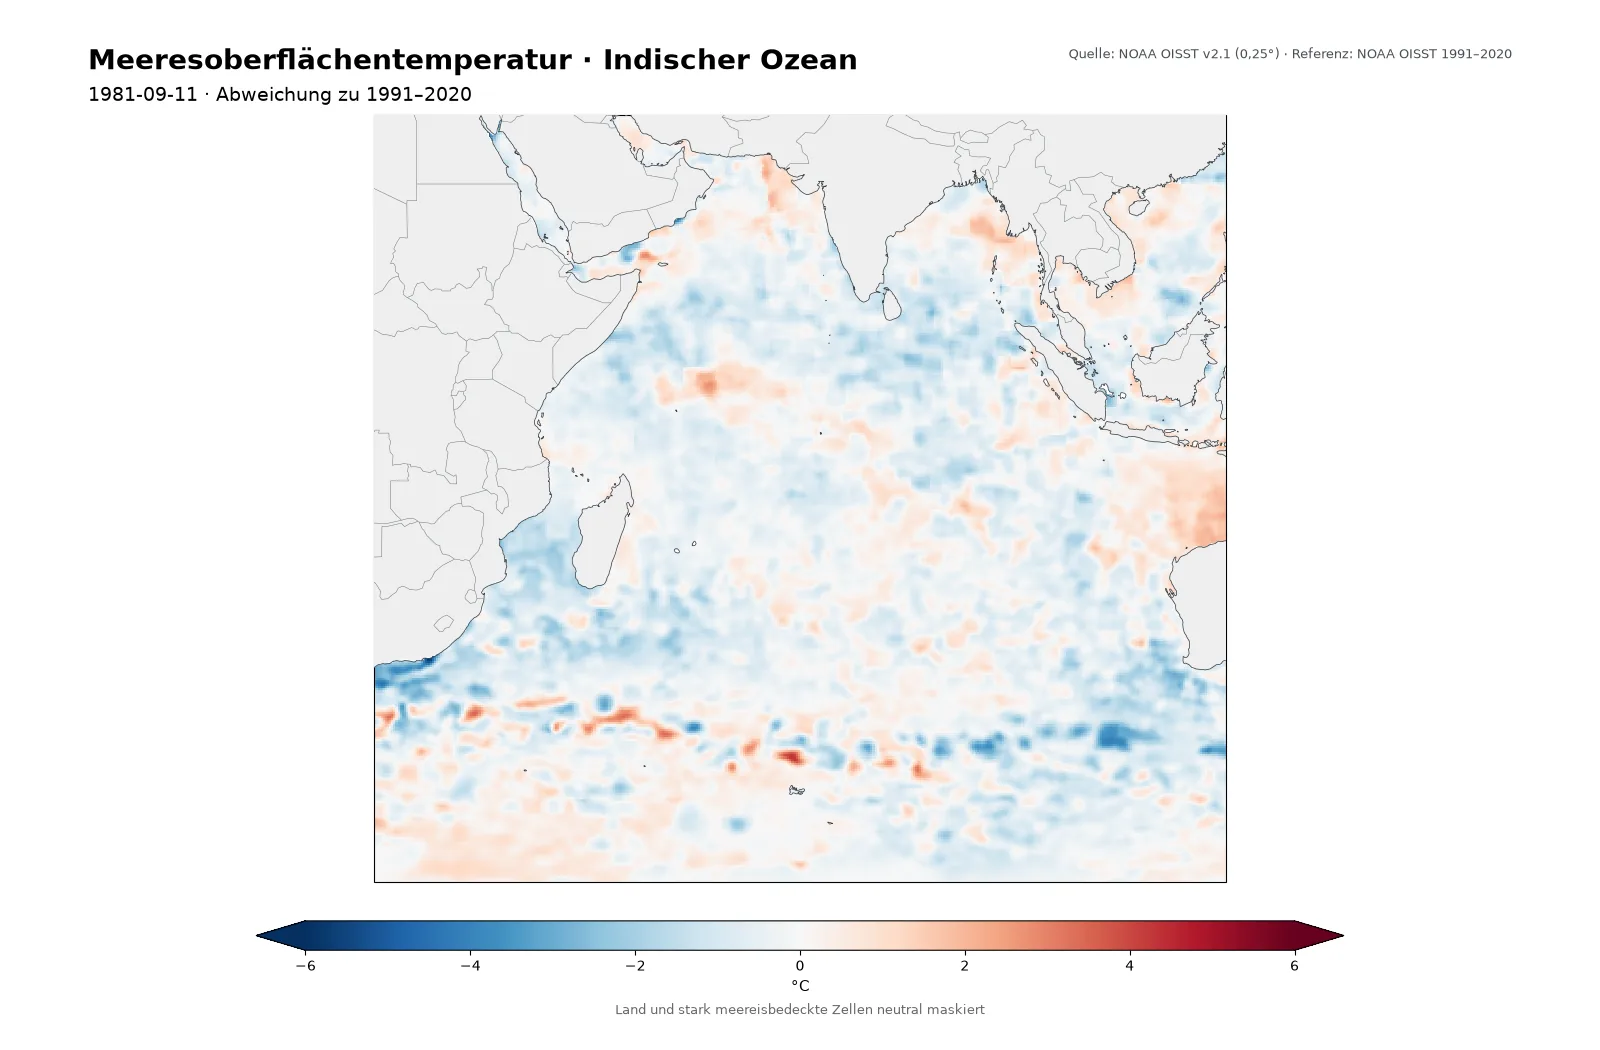 Meeresoberflächentemperatur · Indischer Ozean
Quelle: NOAA OISST v2.1 (0,25°) · Referenz: NOAA OISST 1991–2020
1981-09-11 · Abweichung zu 1991–2020
−6 −4 −2 0 2 4 6
°C
Land und stark meereisbedeckte Zellen neutral maskiert